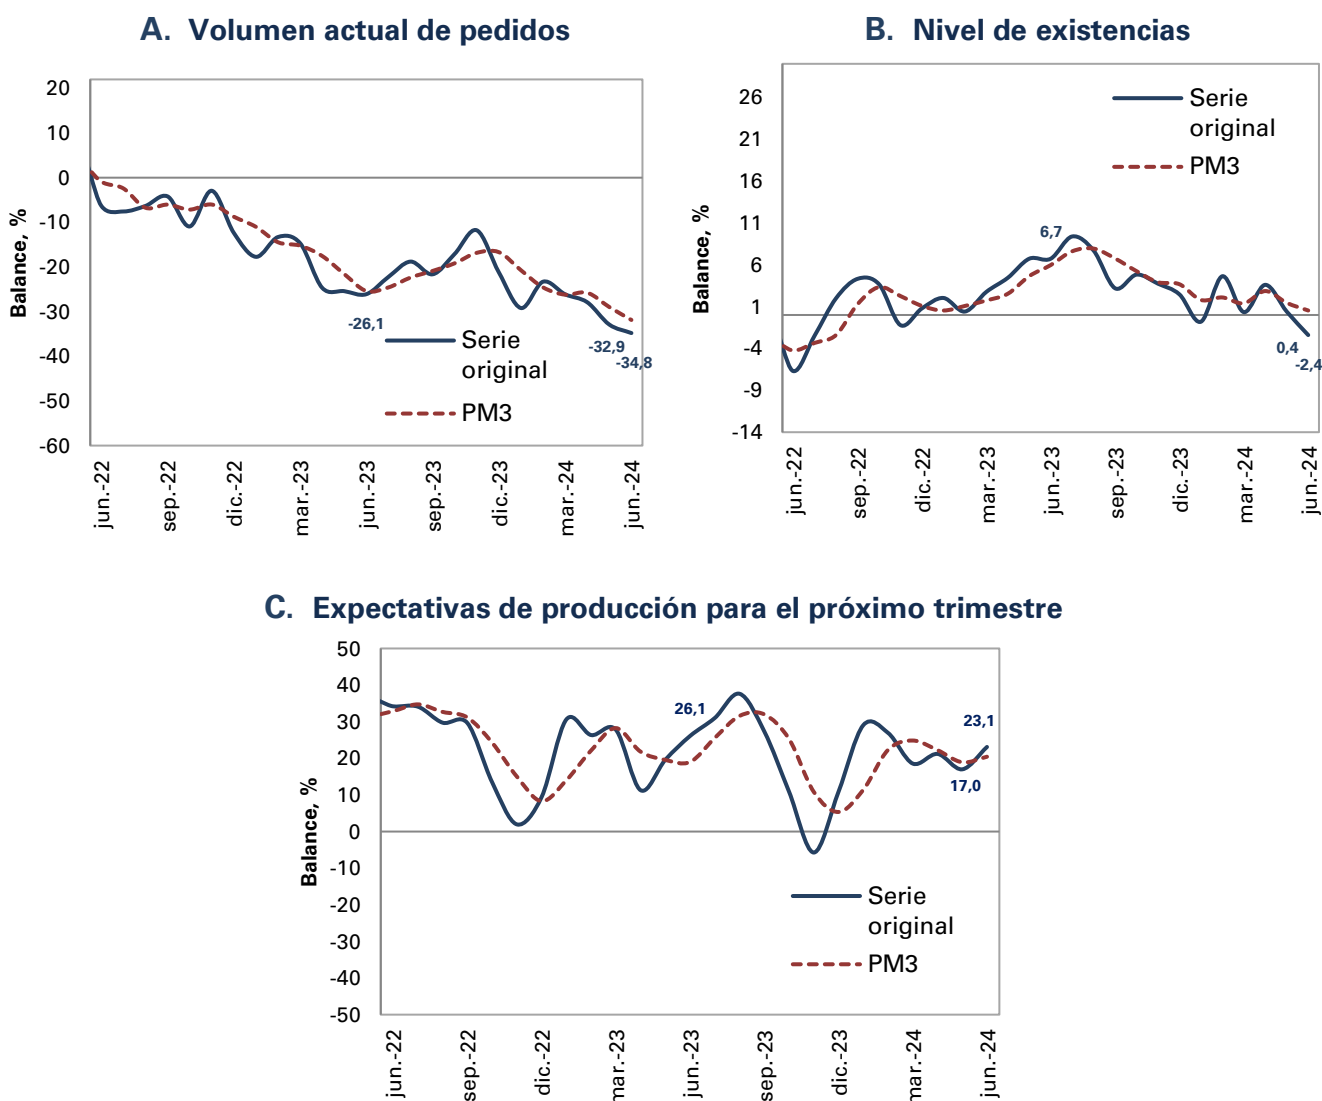 A. Volumen actual de pedidos
Balance, %
20
10
0
-10
-20
-30
-40
-50
-60
-26,1
-32,9
-34,8
Serie
original
PM3
jun.-22
sep.-22
dic.-22
mar.-23
jun.-23
sep.-23
dic.-23
mar.-24
jun.-24
B. Nivel de existencias
Balance, %
26
21
16
11
6
1
-4
-9
-14
Serie
original
PM3
6,7
0,4
-2,4
jun.-22
sep.-22
dic.-22
mar.-23
jun.-23
sep.-23
dic.-23
mar.-24
jun.-24
C. Expectativas de producción para el próximo trimestre
Balance, %
50
40
30
20
10
0
-10
-20
-30
-40
-50
26,1
23,1
17,0
Serie
original
PM3
jun.-22
sep.-22
dic.-22
mar.-23
jun.-23
sep.-23
dic.-23
mar.-24
jun.-24